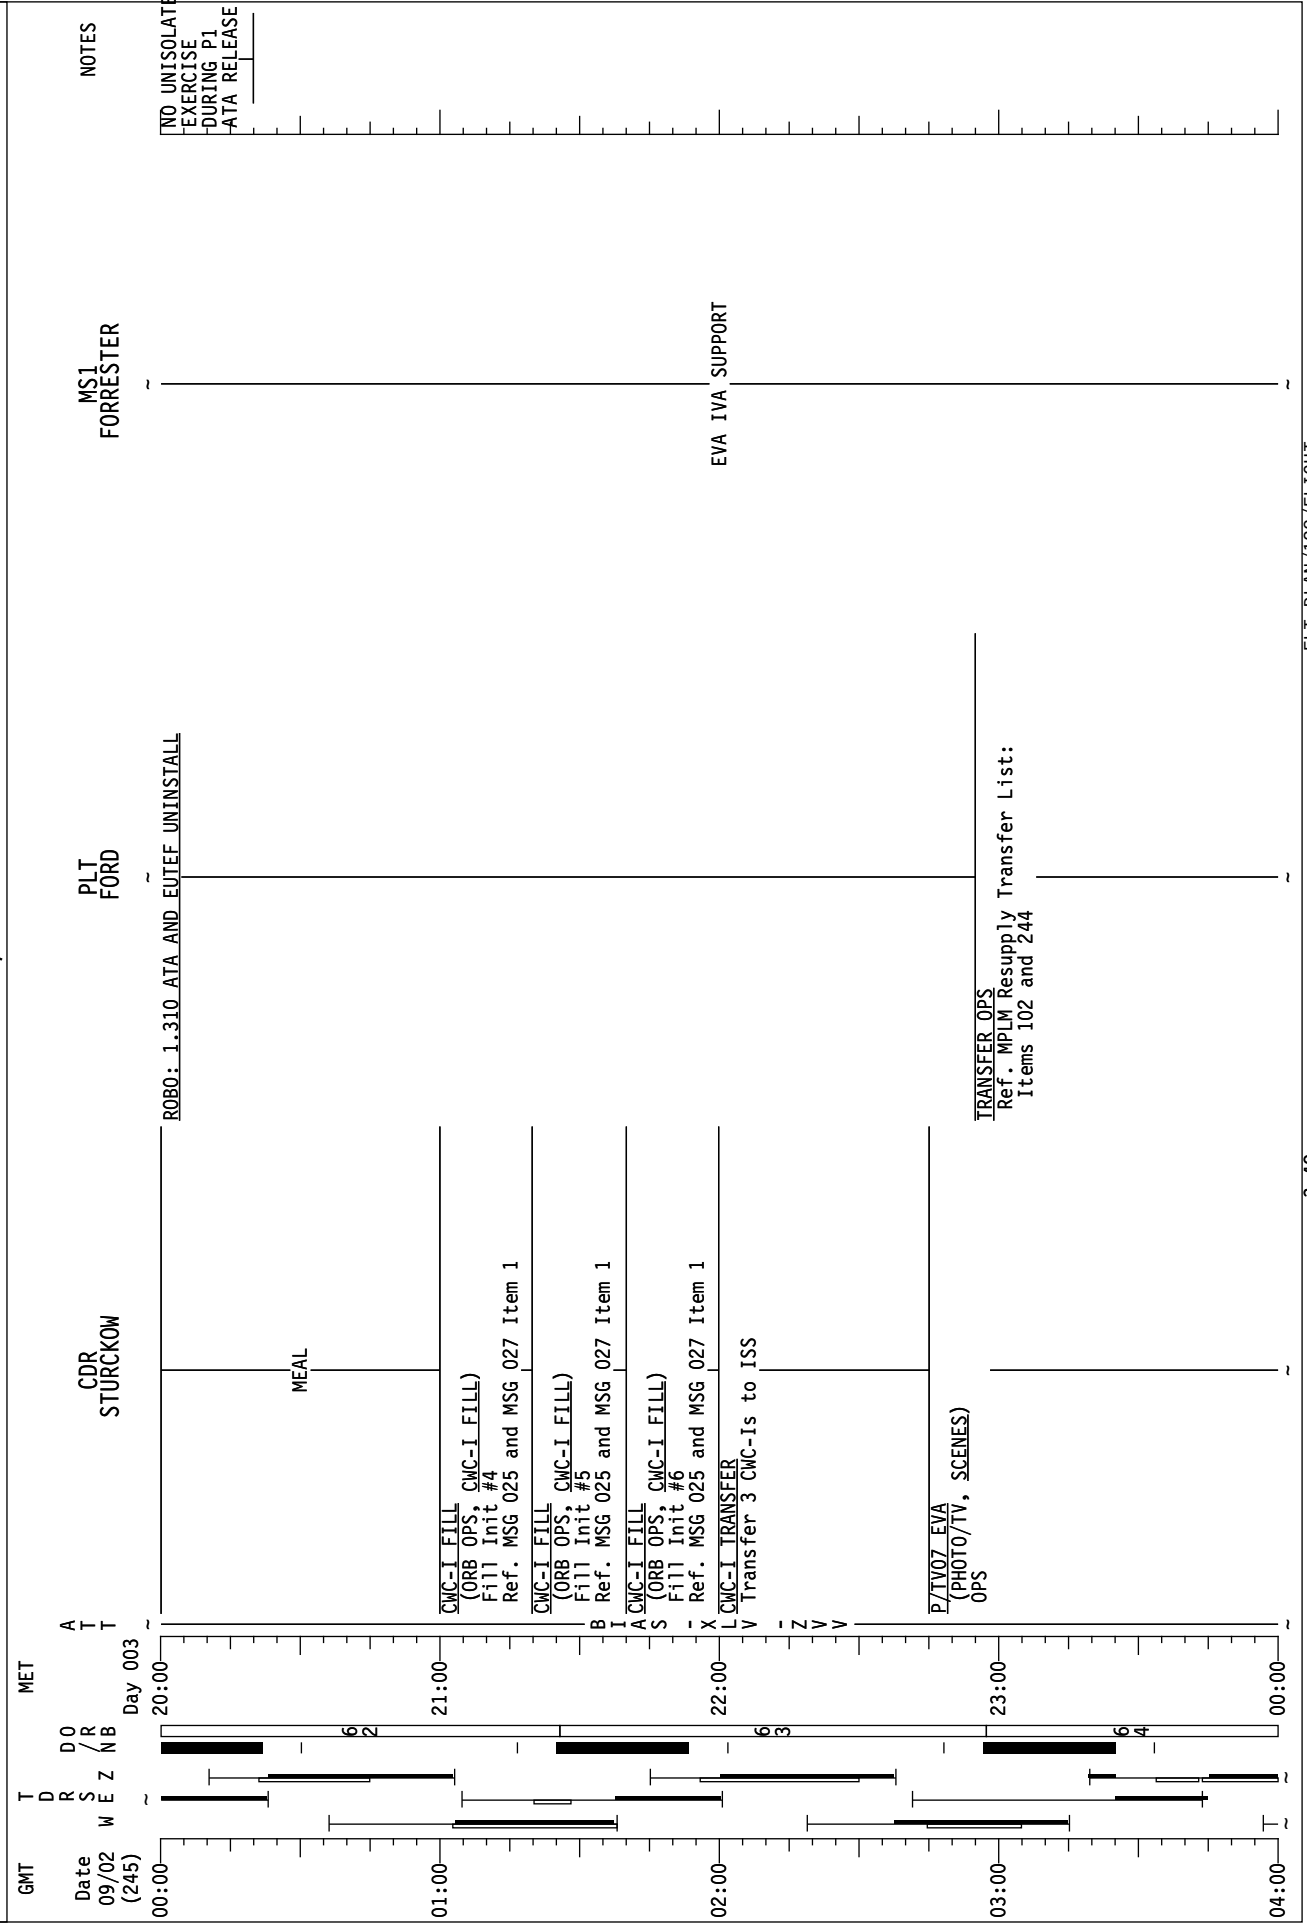 GMT
Date
09/02
(245)
00:00
01:00
02:00
03:00
04:00
T
D
R
S
W E Z
D O
/ R
N B
62
63
64
MET
Day 003
20:00
21:00
22:00
23:00
00:00
A
T
T
BIAS -XLV -ZVV
CDR
STURCKOW
MEAL
CWC-I FILL
(ORB OPS, CWC-I FILL)
Fill Init #4
Ref. MSG 025 and MSG 027 Item 1
CWC-I FILL
(ORB OPS, CWC-I FILL)
Fill Init #5
Ref. MSG 025 and MSG 027 Item 1
CWC-I FILL
(ORB OPS, CWC-I FILL)
Fill Init #6
Ref. MSG 025 and MSG 027 Item 1
CWC-I TRANSFER
Transfer 3 CWC-Is to ISS
P/TV07 EVA
(PHOTO/TV, SCENES)
OPS
PLT
FORD
ROBO: 1.310 ATA AND EUTEF UNINSTALL
TRANSFER OPS
Ref. MPLM Resupply Transfer List:
Items 102 and 244
MS1
FORRESTER
EVA IVA SUPPORT
NOTES
NO UNISOLATE
EXERCISE
DURING P1
ATA RELEASE